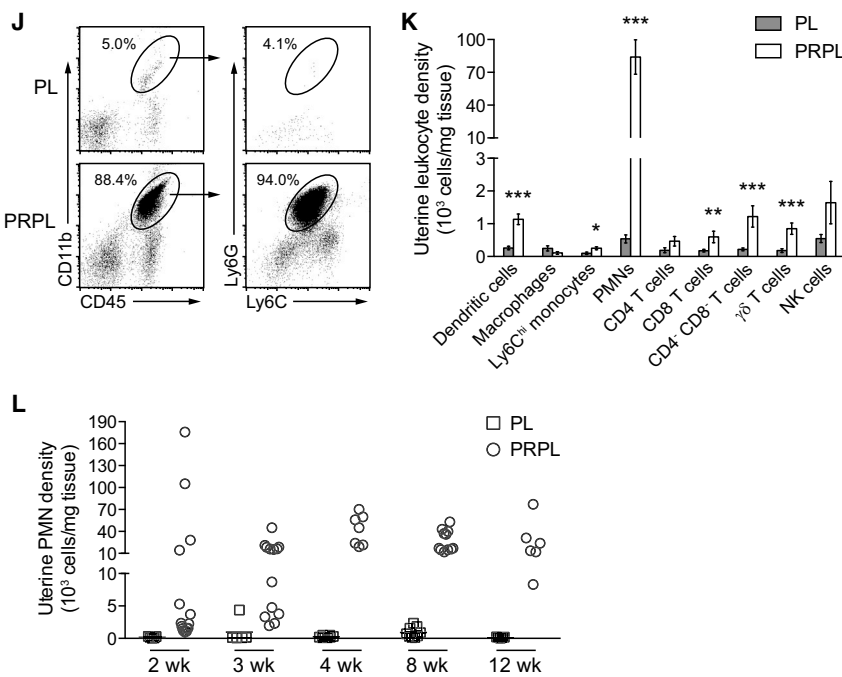 J
5.0%
4.1%
PL
88.4%
94.0%
PRPL
CD11b
Ly6G
CD45
Ly6C
K
PL
PRPL
Uterine leukocyte density
(10³ cells/mg tissue)
100
70
40
10
3
2
1
0
***
***
*
**
***
***
Dendritic cells
Macrophages
Ly6Cʰⁱ monocytes
PMNs
CD4 T cells
CD8 T cells
CD4⁻ CD8⁻ T cells
γδ T cells
NK cells
L
PL
PRPL
Uterine PMN density
(10³ cells/mg tissue)
190
160
130
100
70
40
10
10
5
0
2 wk 3 wk 4 wk 8 wk 12 wk